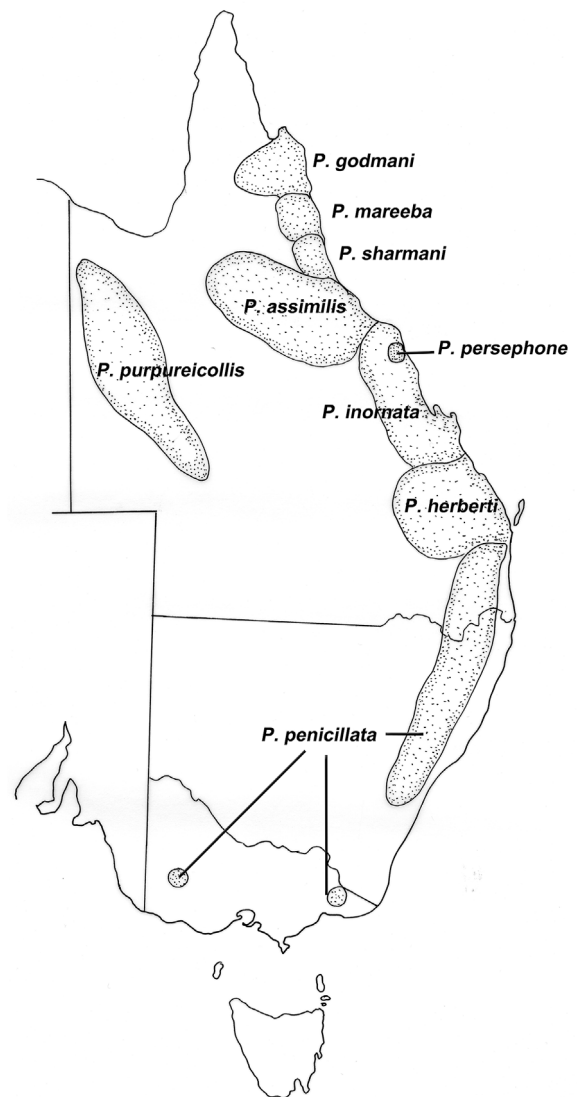 P. godmani
P. mareeba
P. sharmani
P. assimilis
P. persephone
P. purpureicollis
P. inornata
P. herberti
P. penicillata